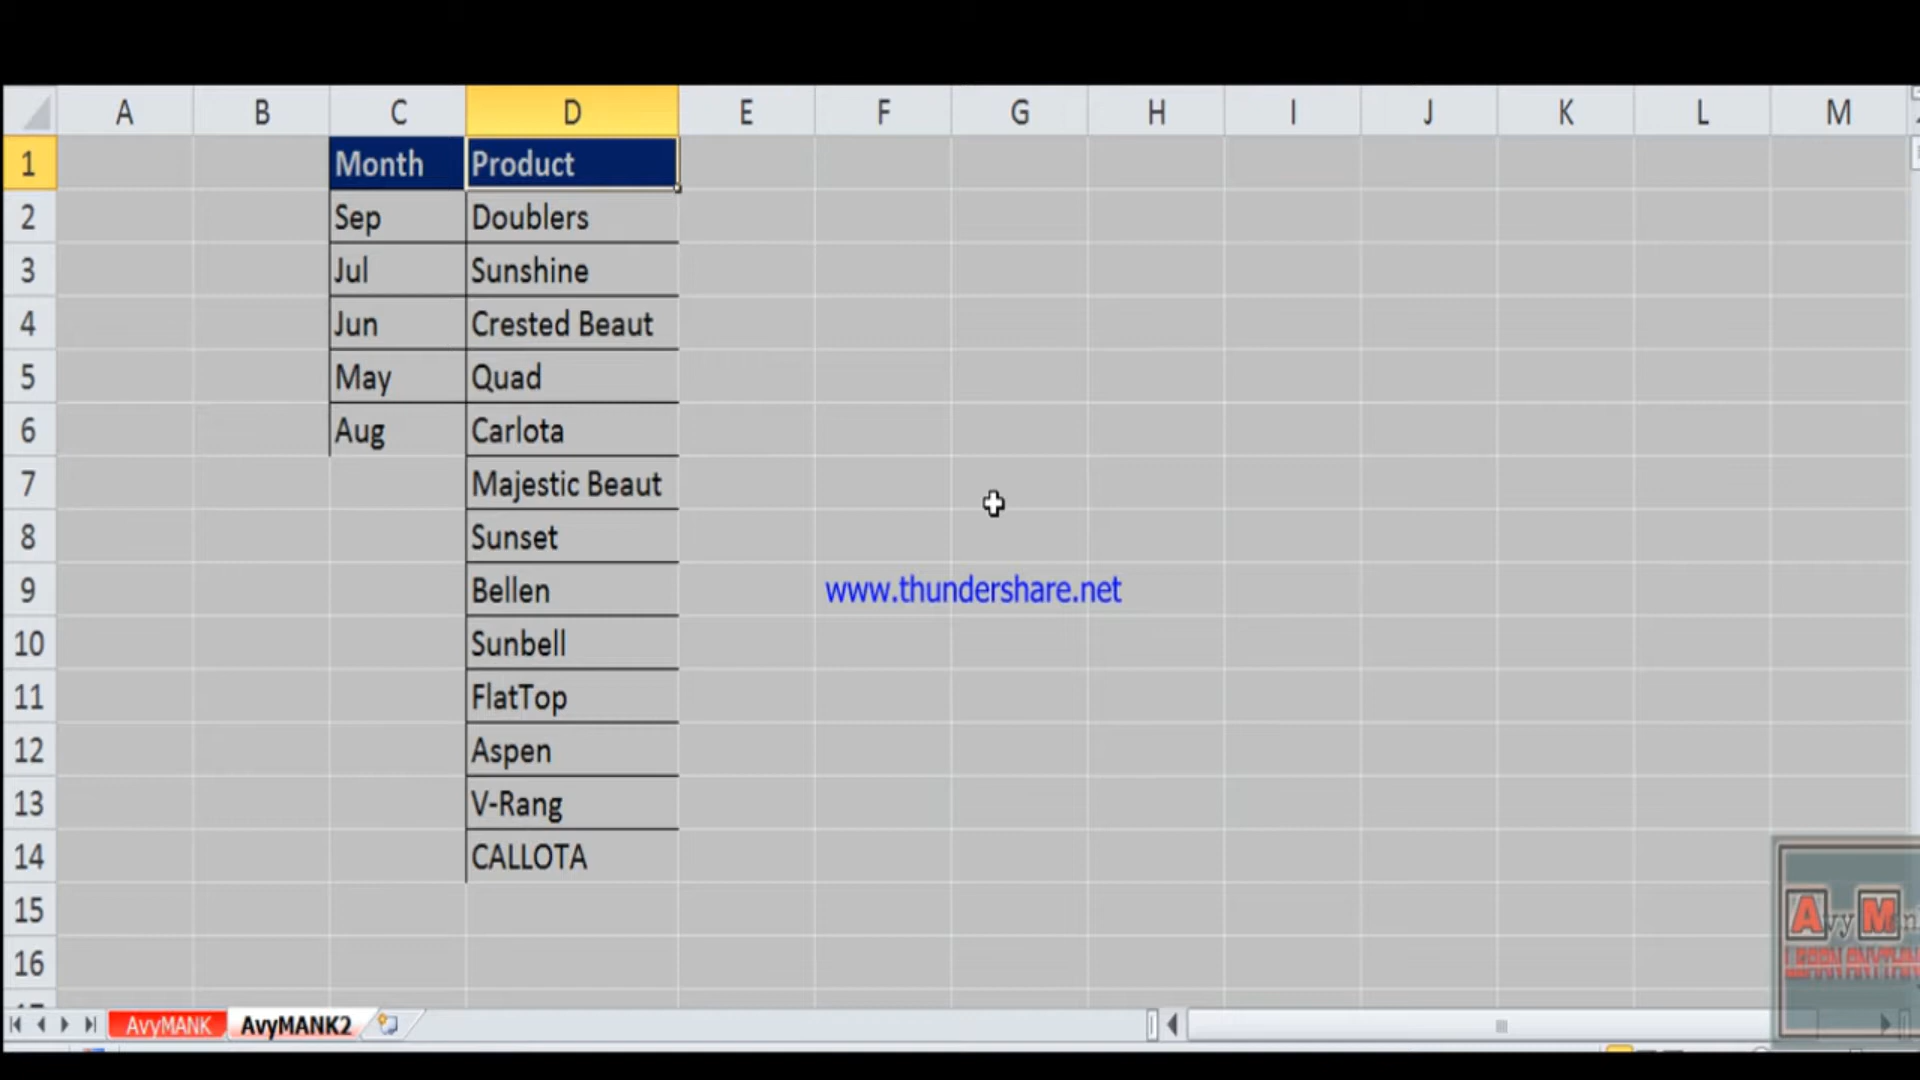 A B C D E F G H I J K L M
1 Month Product
2 Sep Doublers
3 Jul Sunshine
4 Jun Crested Beaut
5 May Quad
6 Aug Carlota
7 Majestic Beaut
8 Sunset
9 Bellen www.thundershare.net
10 Sunbell
11 FlatTop
12 Aspen
13 V-Rang
14 CALLOTA
15
16
Avy M
LEARN
AvyMANK AvyMANK2